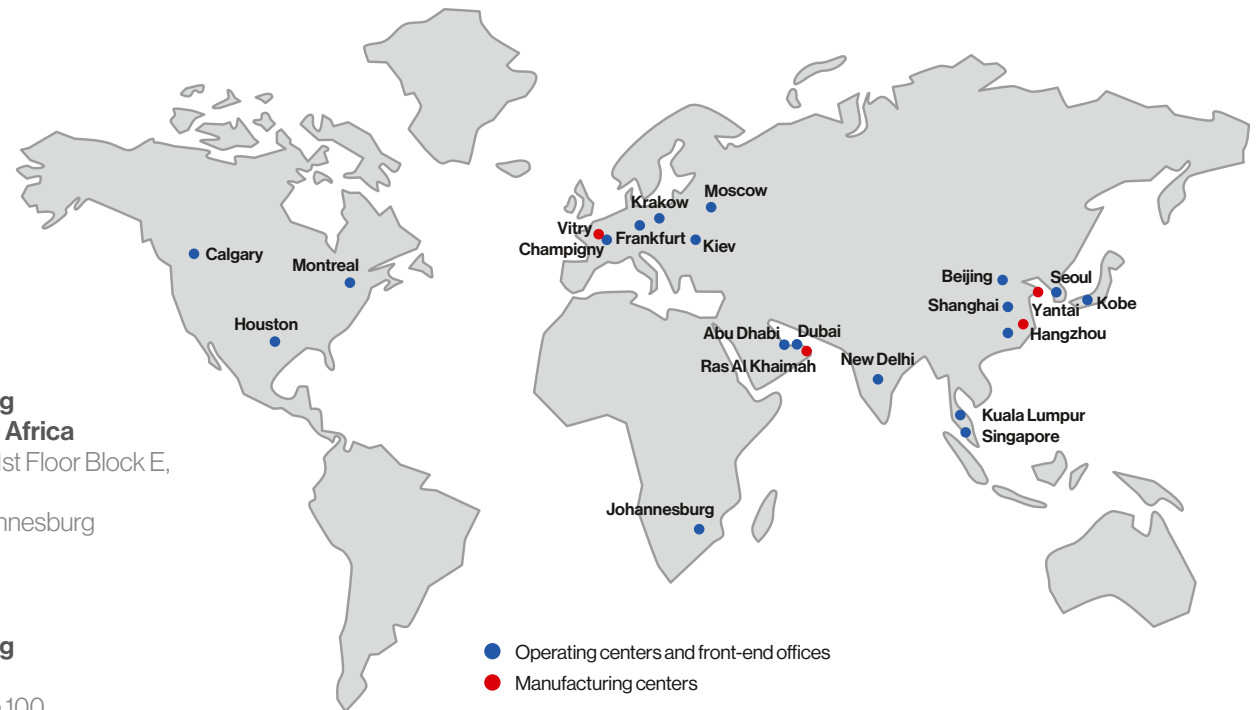 Moscow
Krakow
Vitry
Frankfurt
Champigny
Kiev
Calgary
Montreal
Houston
Beijing
Seoul
Shanghai
Yantai
Kobe
Hangzhou
Abu Dhabi
Dubai
Ras Al Khaimah
New Delhi
Kuala Lumpur
Singapore
Johannesburg
g
Africa
1st Floor Block E,
nnesburg
g
100
Operating centers and front-end offices
Manufacturing centers